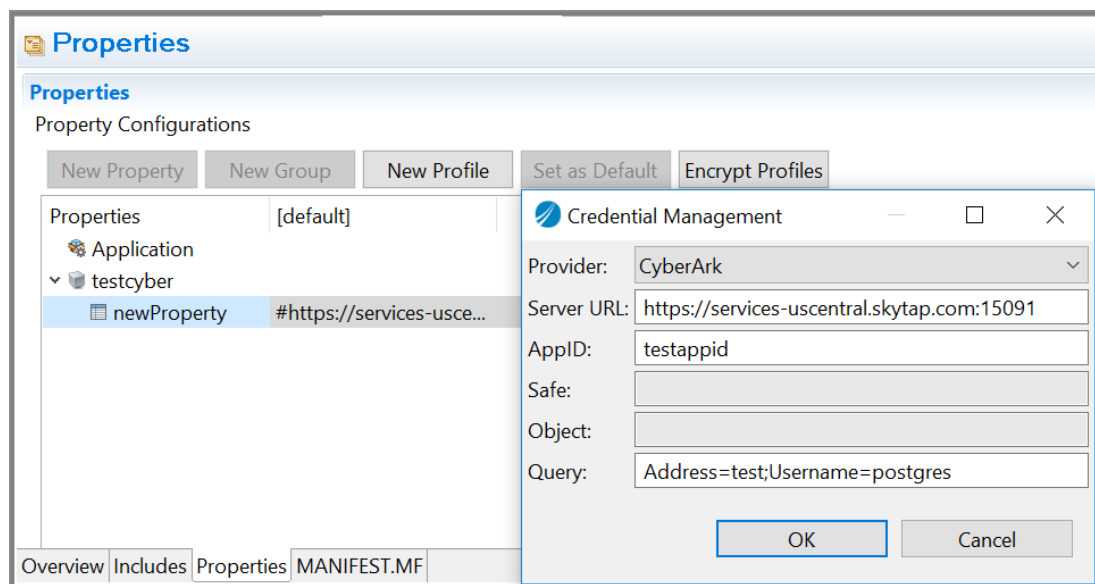 Properties
Properties
Property Configurations
New Property New Group New Profile Set as Default Encrypt Profiles
Properties [default]
Application
testcyber
newProperty #https://services-usce...
Credential Management
Provider: CyberArk
Server URL: https://services-uscentral.skytap.com:15091
AppID: testappid
Safe:
Object:
Query: Address=test;Username=postgres
OK Cancel
Overview Includes Properties MANIFEST.MF